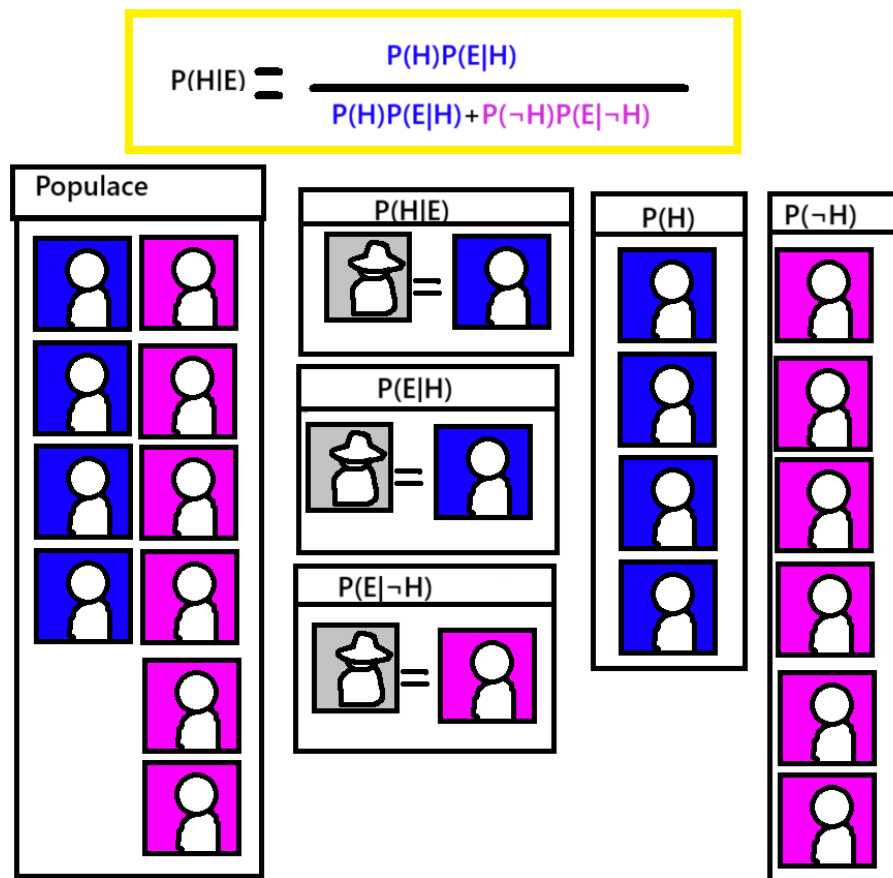 P(H|E) = P(H)P(E|H)
P(H)P(E|H)+P(¬H)P(E|¬H)
Populace
P(H|E)
=
P(E|H)
=
P(E|¬H)
=
P(H)
P(¬H)